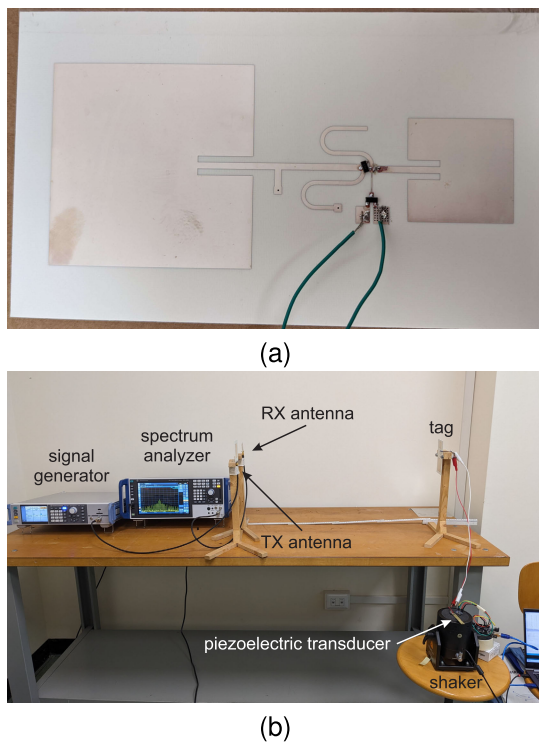 (a)
RX antenna
tag
spectrum
analyzer
signal
generator
TX antenna
piezoelectric transducer
shaker
(b)